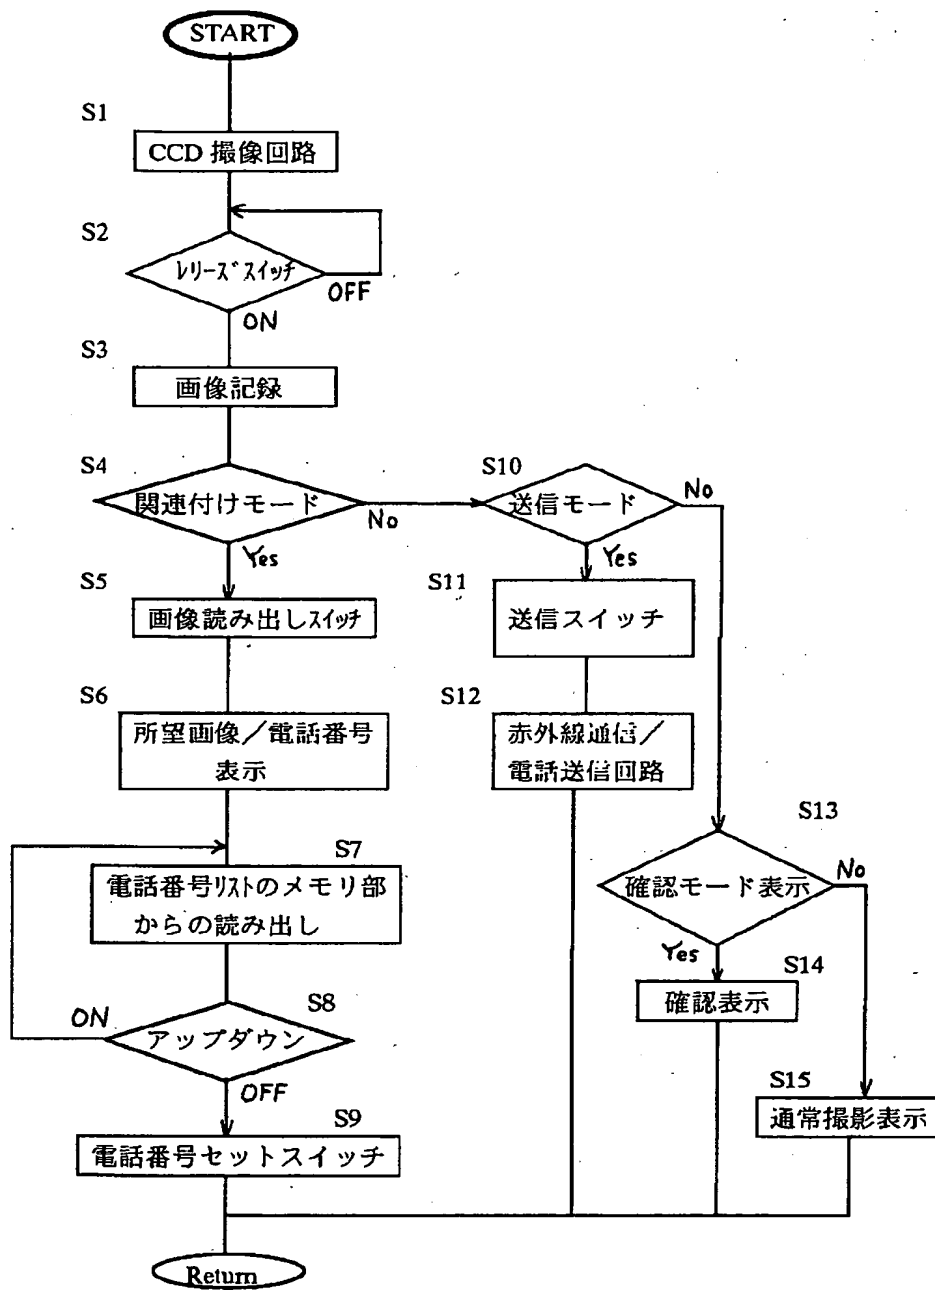 START
S1
CCD 撮像回路
S2
レリーズスイッチ
OFF
ON
S3
画像記録
S4
関連付けモード
No
Yes
S5
画像読み出しスイッチ
S6
所望画像/電話番号
表示
S7
電話番号リストのメモリ部
からの読み出し
S8
アップダウン
ON
OFF
S9
電話番号セットスイッチ
Return
S10
送信モード
No
Yes
S11
送信スイッチ
S12
赤外線通信/
電話送信回路
S13
確認モード表示
No
Yes
S14
確認表示
S15
通常撮影表示